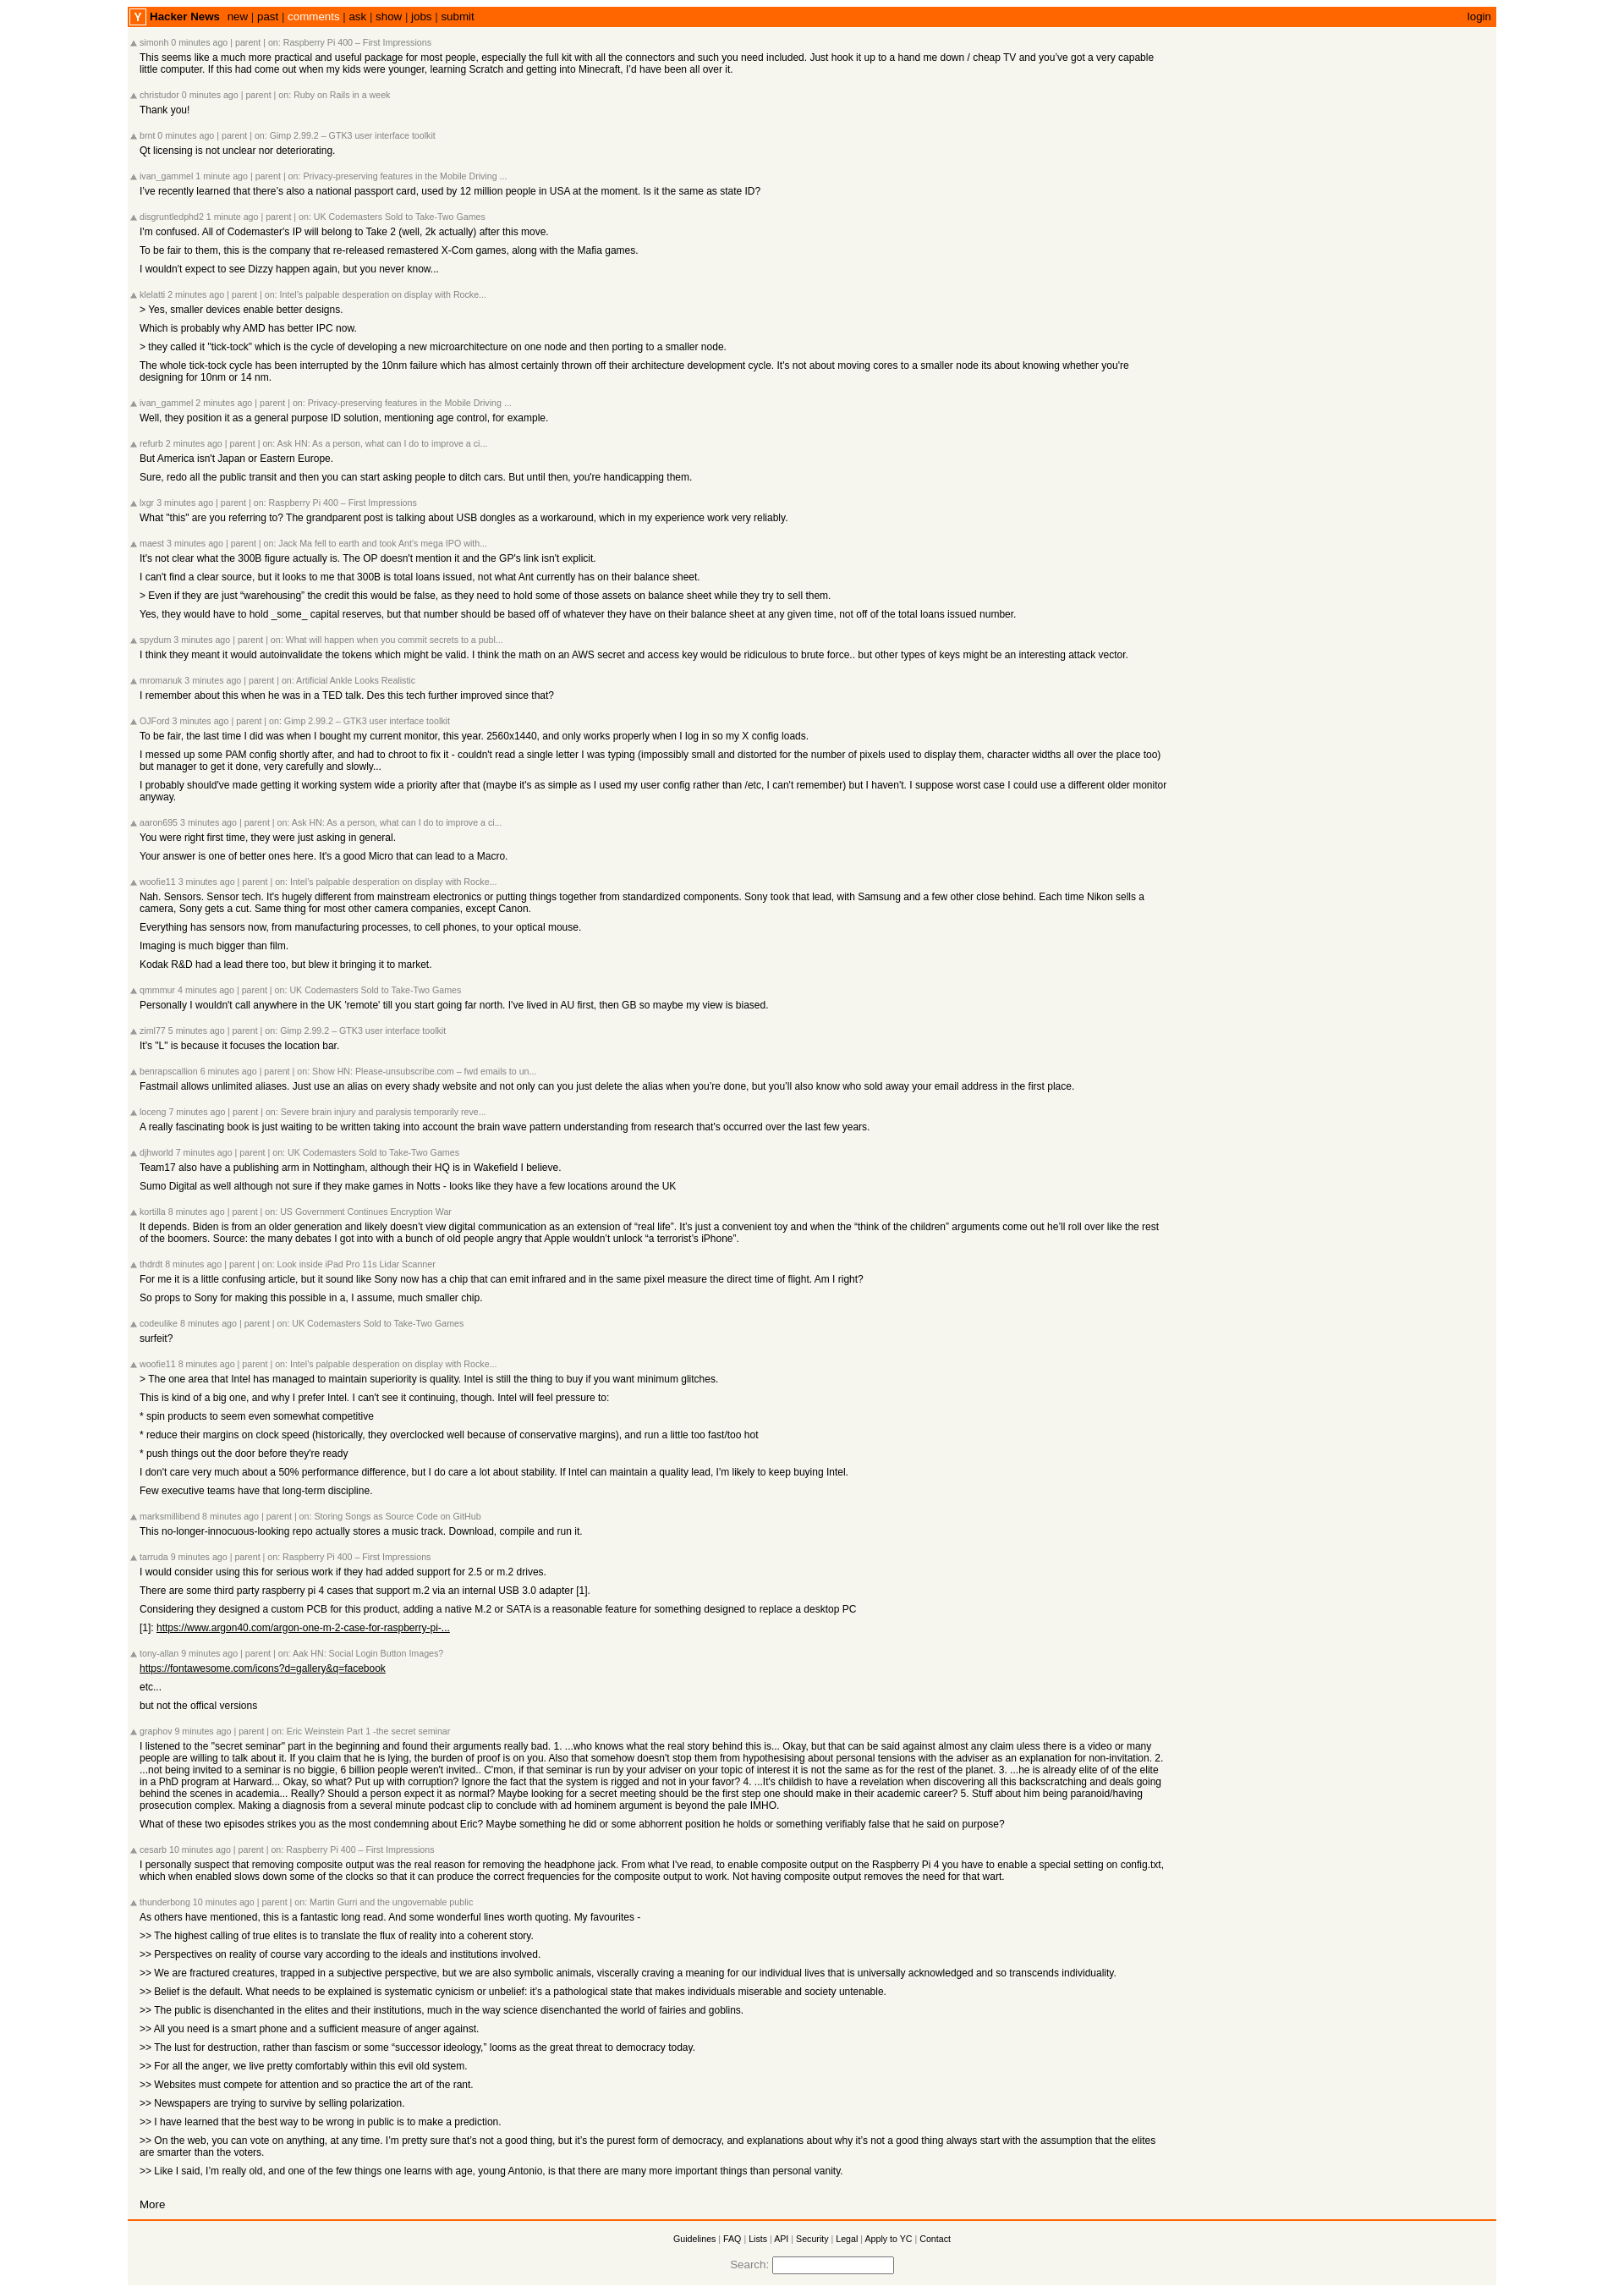 Y Hacker News new | past | comments | ask | show | jobs | submit login
simonh 0 minutes ago | parent | on: Raspberry Pi 400 – First Impressions
This seems like a much more practical and useful package for most people, especially the full kit with all the connectors and such you need included. Just hook it up to a hand me down / cheap TV and you’ve got a very capable
little computer. If this had come out when my kids were younger, learning Scratch and getting into Minecraft, I’d have been all over it.
christudor 0 minutes ago | parent | on: Ruby on Rails in a week
Thank you!
brnt 0 minutes ago | parent | on: Gimp 2.99.2 – GTK3 user interface toolkit
Qt licensing is not unclear nor deteriorating.
ivan_gammel 1 minute ago | parent | on: Privacy-preserving features in the Mobile Driving ...
I’ve recently learned that there’s also a national passport card, used by 12 million people in USA at the moment. Is it the same as state ID?
disgruntledphd2 1 minute ago | parent | on: UK Codemasters Sold to Take-Two Games
I'm confused. All of Codemaster's IP will belong to Take 2 (well, 2k actually) after this move.
To be fair to them, this is the company that re-released remastered X-Com games, along with the Mafia games.
I wouldn't expect to see Dizzy happen again, but you never know...
klelatti 2 minutes ago | parent | on: Intel’s palpable desperation on display with Rocke...
> Yes, smaller devices enable better designs.
Which is probably why AMD has better IPC now.
> they called it "tick-tock" which is the cycle of developing a new microarchitecture on one node and then porting to a smaller node.
The whole tick-tock cycle has been interrupted by the 10nm failure which has almost certainly thrown off their architecture development cycle. It's not about moving cores to a smaller node its about knowing whether you're
designing for 10nm or 14 nm.
ivan_gammel 2 minutes ago | parent | on: Privacy-preserving features in the Mobile Driving ...
Well, they position it as a general purpose ID solution, mentioning age control, for example.
refurb 2 minutes ago | parent | on: Ask HN: As a person, what can I do to improve a ci...
But America isn't Japan or Eastern Europe.
Sure, redo all the public transit and then you can start asking people to ditch cars. But until then, you're handicapping them.
lxgr 3 minutes ago | parent | on: Raspberry Pi 400 – First Impressions
What "this" are you referring to? The grandparent post is talking about USB dongles as a workaround, which in my experience work very reliably.
maest 3 minutes ago | parent | on: Jack Ma fell to earth and took Ant's mega IPO with...
It's not clear what the 300B figure actually is. The OP doesn't mention it and the GP's link isn't explicit.
I can't find a clear source, but it looks to me that 300B is total loans issued, not what Ant currently has on their balance sheet.
> Even if they are just “warehousing” the credit this would be false, as they need to hold some of those assets on balance sheet while they try to sell them.
Yes, they would have to hold _some_ capital reserves, but that number should be based off of whatever they have on their balance sheet at any given time, not off of the total loans issued number.
spydum 3 minutes ago | parent | on: What will happen when you commit secrets to a publ...
I think they meant it would autoinvalidate the tokens which might be valid. I think the math on an AWS secret and access key would be ridiculous to brute force.. but other types of keys might be an interesting attack vector.
mromanuk 3 minutes ago | parent | on: Artificial Ankle Looks Realistic
I remember about this when he was in a TED talk. Des this tech further improved since that?
OJFord 3 minutes ago | parent | on: Gimp 2.99.2 – GTK3 user interface toolkit
To be fair, the last time I did was when I bought my current monitor, this year. 2560x1440, and only works properly when I log in so my X config loads.
I messed up some PAM config shortly after, and had to chroot to fix it - couldn't read a single letter I was typing (impossibly small and distorted for the number of pixels used to display them, character widths all over the place too)
but manager to get it done, very carefully and slowly...
I probably should've made getting it working system wide a priority after that (maybe it's as simple as I used my user config rather than /etc, I can't remember) but I haven't. I suppose worst case I could use a different older monitor
anyway.
aaron695 3 minutes ago | parent | on: Ask HN: As a person, what can I do to improve a ci...
You were right first time, they were just asking in general.
Your answer is one of better ones here. It's a good Micro that can lead to a Macro.
woofie11 3 minutes ago | parent | on: Intel’s palpable desperation on display with Rocke...
Nah. Sensors. Sensor tech. It's hugely different from mainstream electronics or putting things together from standardized components. Sony took that lead, with Samsung and a few other close behind. Each time Nikon sells a
camera, Sony gets a cut. Same thing for most other camera companies, except Canon.
Everything has sensors now, from manufacturing processes, to cell phones, to your optical mouse.
Imaging is much bigger than film.
Kodak R&D had a lead there too, but blew it bringing it to market.
qmmmur 4 minutes ago | parent | on: UK Codemasters Sold to Take-Two Games
Personally I wouldn't call anywhere in the UK 'remote' till you start going far north. I've lived in AU first, then GB so maybe my view is biased.
ziml77 5 minutes ago | parent | on: Gimp 2.99.2 – GTK3 user interface toolkit
It's "L" is because it focuses the location bar.
benrapscallion 6 minutes ago | parent | on: Show HN: Please-unsubscribe.com – fwd emails to un...
Fastmail allows unlimited aliases. Just use an alias on every shady website and not only can you just delete the alias when you’re done, but you’ll also know who sold away your email address in the first place.
loceng 7 minutes ago | parent | on: Severe brain injury and paralysis temporarily reve...
A really fascinating book is just waiting to be written taking into account the brain wave pattern understanding from research that's occurred over the last few years.
djhworld 7 minutes ago | parent | on: UK Codemasters Sold to Take-Two Games
Team17 also have a publishing arm in Nottingham, although their HQ is in Wakefield I believe.
Sumo Digital as well although not sure if they make games in Notts - looks like they have a few locations around the UK
kortilla 8 minutes ago | parent | on: US Government Continues Encryption War
It depends. Biden is from an older generation and likely doesn’t view digital communication as an extension of “real life”. It’s just a convenient toy and when the “think of the children” arguments come out he’ll roll over like the rest
of the boomers. Source: the many debates I got into with a bunch of old people angry that Apple wouldn’t unlock “a terrorist’s iPhone”.
thdrdt 8 minutes ago | parent | on: Look inside iPad Pro 11s Lidar Scanner
For me it is a little confusing article, but it sound like Sony now has a chip that can emit infrared and in the same pixel measure the direct time of flight. Am I right?
So props to Sony for making this possible in a, I assume, much smaller chip.
codeulike 8 minutes ago | parent | on: UK Codemasters Sold to Take-Two Games
surfeit?
woofie11 8 minutes ago | parent | on: Intel’s palpable desperation on display with Rocke...
> The one area that Intel has managed to maintain superiority is quality. Intel is still the thing to buy if you want minimum glitches.
This is kind of a big one, and why I prefer Intel. I can't see it continuing, though. Intel will feel pressure to:
* spin products to seem even somewhat competitive
* reduce their margins on clock speed (historically, they overclocked well because of conservative margins), and run a little too fast/too hot
* push things out the door before they're ready
I don't care very much about a 50% performance difference, but I do care a lot about stability. If Intel can maintain a quality lead, I'm likely to keep buying Intel.
Few executive teams have that long-term discipline.
marksmillibend 8 minutes ago | parent | on: Storing Songs as Source Code on GitHub
This no-longer-innocuous-looking repo actually stores a music track. Download, compile and run it.
tarruda 9 minutes ago | parent | on: Raspberry Pi 400 – First Impressions
I would consider using this for serious work if they had added support for 2.5 or m.2 drives.
There are some third party raspberry pi 4 cases that support m.2 via an internal USB 3.0 adapter [1].
Considering they designed a custom PCB for this product, adding a native M.2 or SATA is a reasonable feature for something designed to replace a desktop PC
[1]: https://www.argon40.com/argon-one-m-2-case-for-raspberry-pi-...
tony-allan 9 minutes ago | parent | on: Aak HN: Social Login Button Images?
https://fontawesome.com/icons?d=gallery&q=facebook
etc...
but not the offical versions
graphov 9 minutes ago | parent | on: Eric Weinstein Part 1 -the secret seminar
I listened to the "secret seminar" part in the beginning and found their arguments really bad. 1. ...who knows what the real story behind this is... Okay, but that can be said against almost any claim uless there is a video or many
people are willing to talk about it. If you claim that he is lying, the burden of proof is on you. Also that somehow doesn't stop them from hypothesising about personal tensions with the adviser as an explanation for non-invitation. 2.
...not being invited to a seminar is no biggie, 6 billion people weren't invited.. C'mon, if that seminar is run by your adviser on your topic of interest it is not the same as for the rest of the planet. 3. ...he is already elite of of the elite
in a PhD program at Harward... Okay, so what? Put up with corruption? Ignore the fact that the system is rigged and not in your favor? 4. ...It's childish to have a revelation when discovering all this backscratching and deals going
behind the scenes in academia... Really? Should a person expect it as normal? Maybe looking for a secret meeting should be the first step one should make in their academic career? 5. Stuff about him being paranoid/having
prosecution complex. Making a diagnosis from a several minute podcast clip to conclude with ad hominem argument is beyond the pale IMHO.
What of these two episodes strikes you as the most condemning about Eric? Maybe something he did or some abhorrent position he holds or something verifiably false that he said on purpose?
cesarb 10 minutes ago | parent | on: Raspberry Pi 400 – First Impressions
I personally suspect that removing composite output was the real reason for removing the headphone jack. From what I've read, to enable composite output on the Raspberry Pi 4 you have to enable a special setting on config.txt,
which when enabled slows down some of the clocks so that it can produce the correct frequencies for the composite output to work. Not having composite output removes the need for that wart.
thunderbong 10 minutes ago | parent | on: Martin Gurri and the ungovernable public
As others have mentioned, this is a fantastic long read. And some wonderful lines worth quoting. My favourites -
>> The highest calling of true elites is to translate the flux of reality into a coherent story.
>> Perspectives on reality of course vary according to the ideals and institutions involved.
>> We are fractured creatures, trapped in a subjective perspective, but we are also symbolic animals, viscerally craving a meaning for our individual lives that is universally acknowledged and so transcends individuality.
>> Belief is the default. What needs to be explained is systematic cynicism or unbelief: it’s a pathological state that makes individuals miserable and society untenable.
>> The public is disenchanted in the elites and their institutions, much in the way science disenchanted the world of fairies and goblins.
>> All you need is a smart phone and a sufficient measure of anger against.
>> The lust for destruction, rather than fascism or some “successor ideology,” looms as the great threat to democracy today.
>> For all the anger, we live pretty comfortably within this evil old system.
>> Websites must compete for attention and so practice the art of the rant.
>> Newspapers are trying to survive by selling polarization.
>> I have learned that the best way to be wrong in public is to make a prediction.
>> On the web, you can vote on anything, at any time. I’m pretty sure that’s not a good thing, but it’s the purest form of democracy, and explanations about why it’s not a good thing always start with the assumption that the elites
are smarter than the voters.
>> Like I said, I’m really old, and one of the few things one learns with age, young Antonio, is that there are many more important things than personal vanity.
More
Guidelines | FAQ | Lists | API | Security | Legal | Apply to YC | Contact
Search: